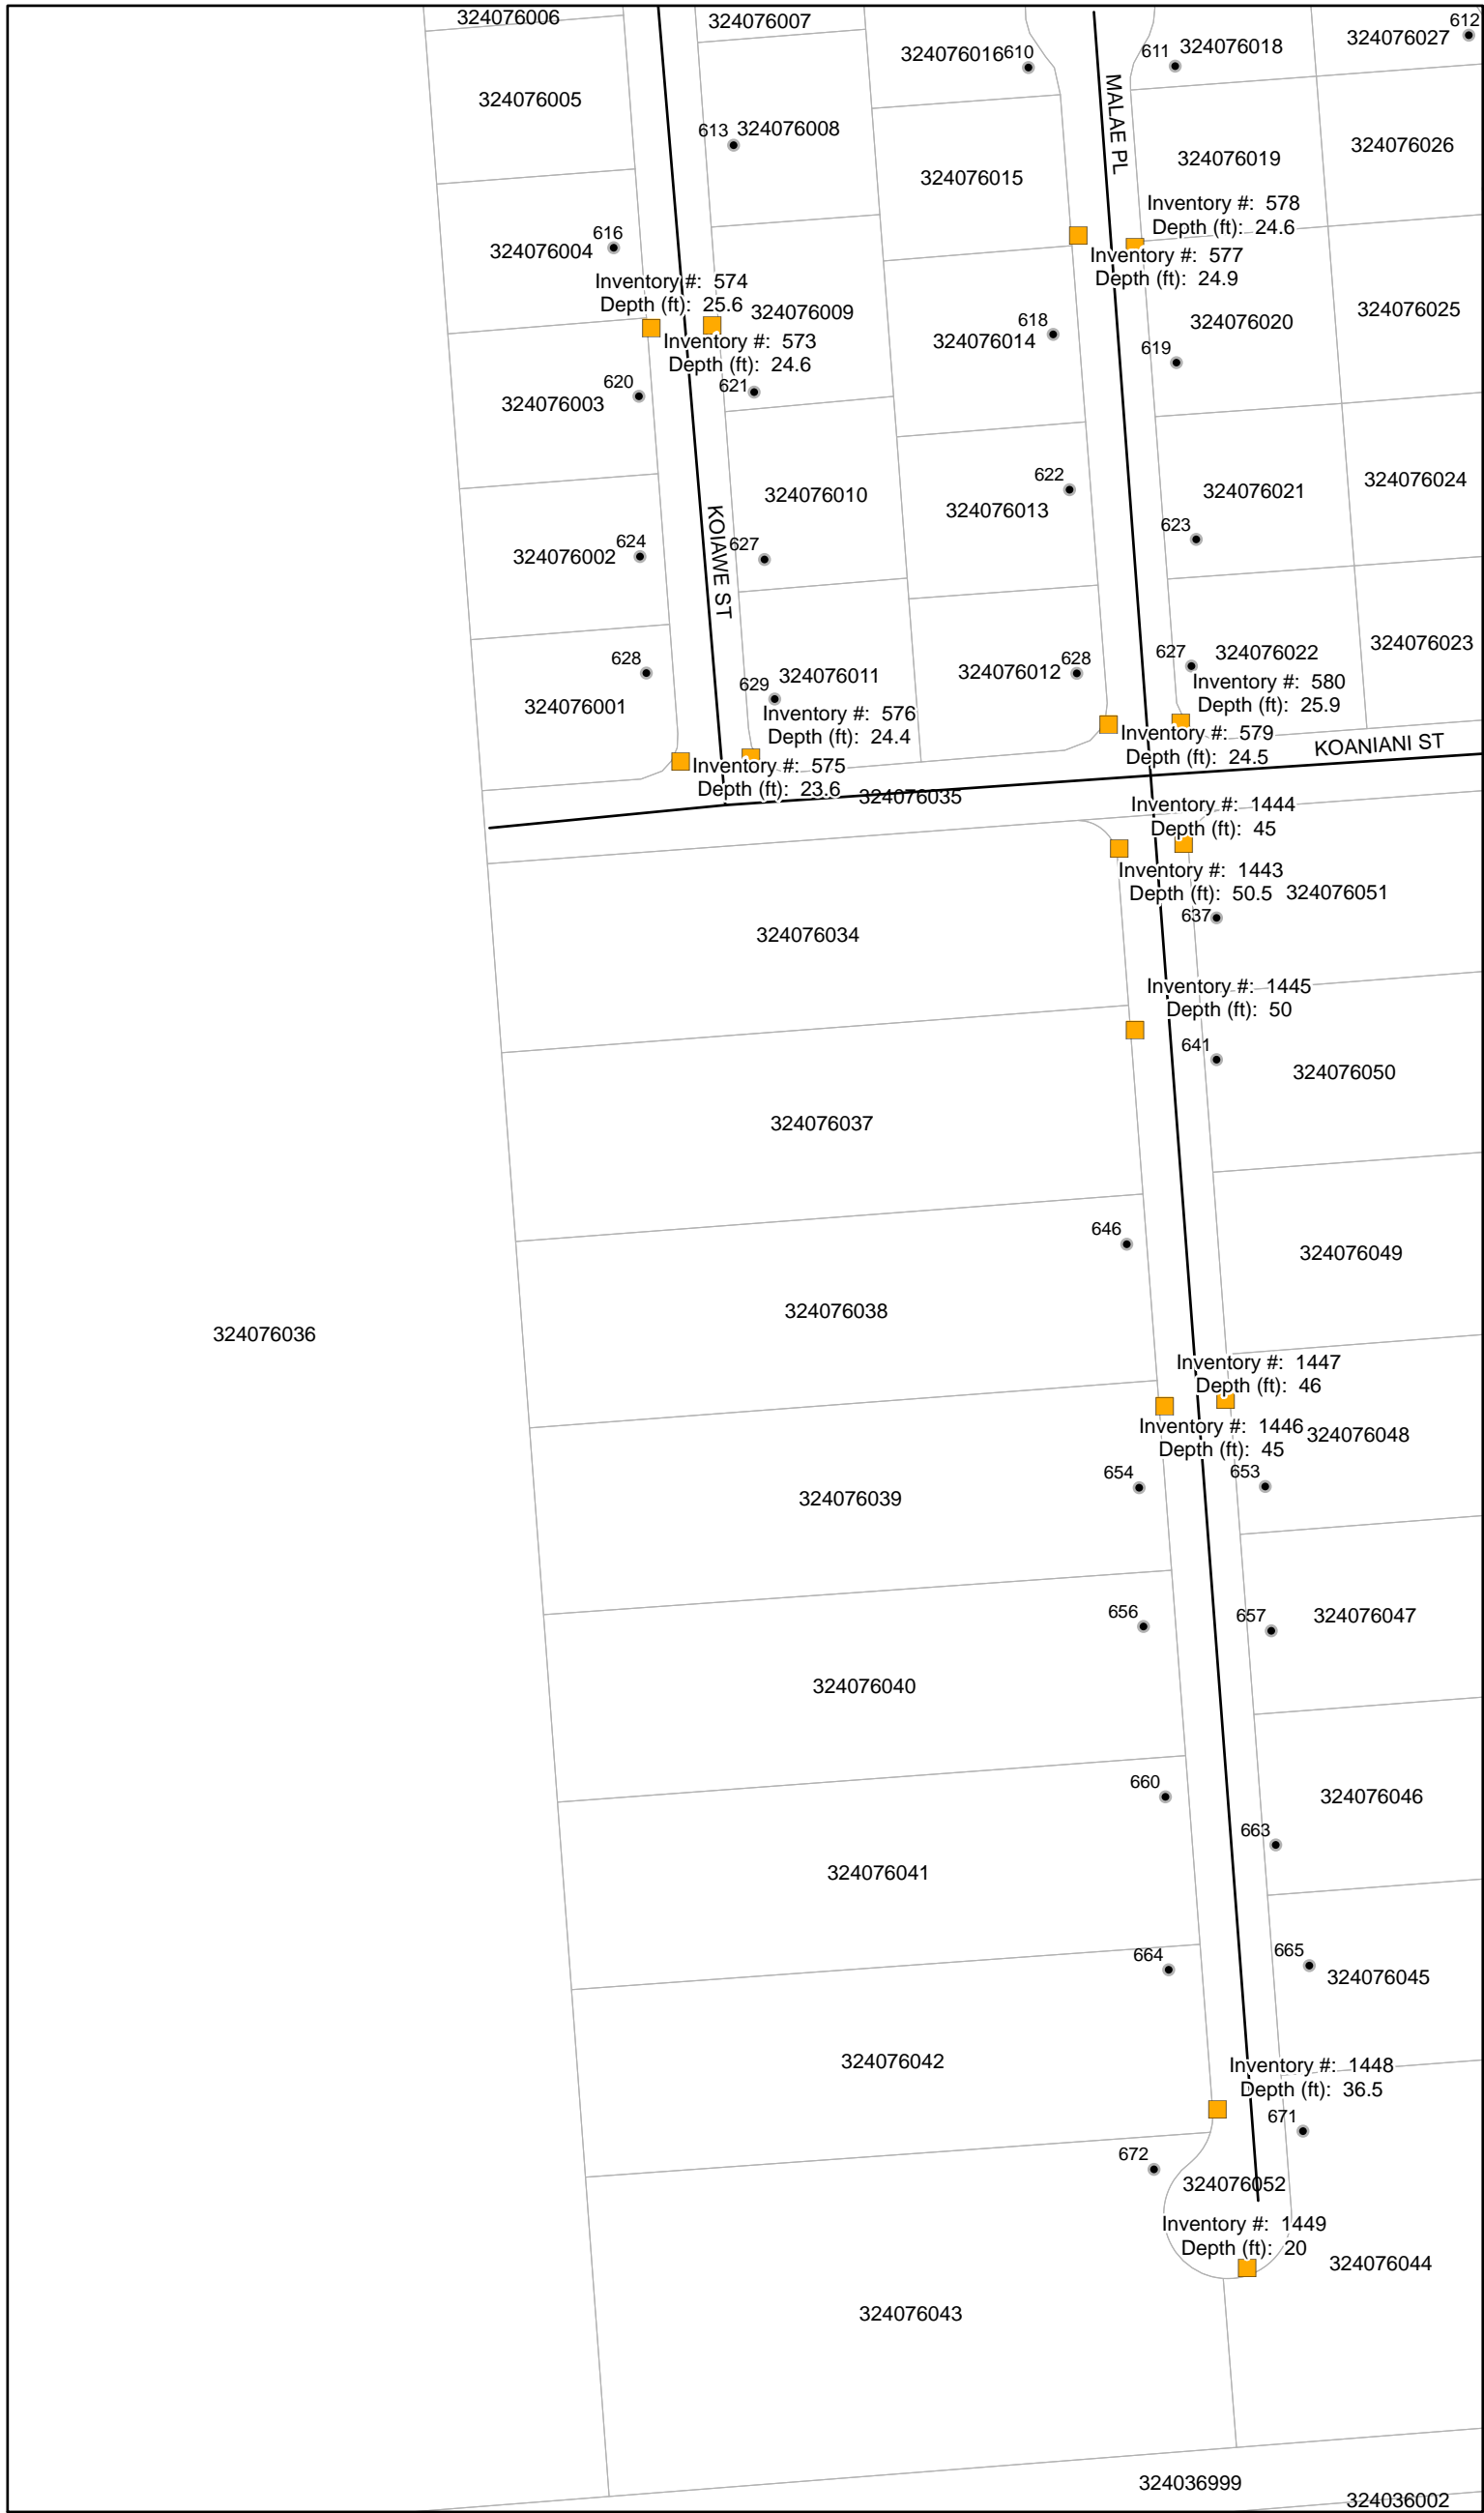 324076006
324076007
324076016
610
611
324076018
324076027
612
324076005
613
324076008
MALAE PL
324076015
324076019
324076026
616
324076004
Inventory #: 578
Depth (ft): 24.6
Inventory #: 577
Depth (ft): 24.9
Inventory #: 574
Depth (ft): 25.6
324076009
Inventory #: 573
Depth (ft): 24.6
618
324076014
324076020
324076025
619
620
324076003
621
622
324076013
324076010
324076021
324076024
623
KOIAWE ST
624
324076002
627
628
324076001
629
324076011
324076012
628
627
324076022
324076023
Inventory #: 580
Depth (ft): 25.9
Inventory #: 576
Depth (ft): 24.4
Inventory #: 579
Depth (ft): 24.5
KOANIANI ST
Inventory #: 575
Depth (ft): 23.6
324076035
Inventory #: 1444
Depth (ft): 45
Inventory #: 1443
Depth (ft): 50.5
324076051
637
324076034
Inventory #: 1445
Depth (ft): 50
641
324076050
324076037
646
324076049
324076038
324076036
Inventory #: 1447
Depth (ft): 46
Inventory #: 1446
Depth (ft): 45
324076048
654
653
324076039
656
657
324076047
324076040
660
324076046
663
324076041
664
665
324076045
324076042
Inventory #: 1448
Depth (ft): 36.5
671
672
324076052
Inventory #: 1449
Depth (ft): 20
324076044
324076043
324036999
324036002